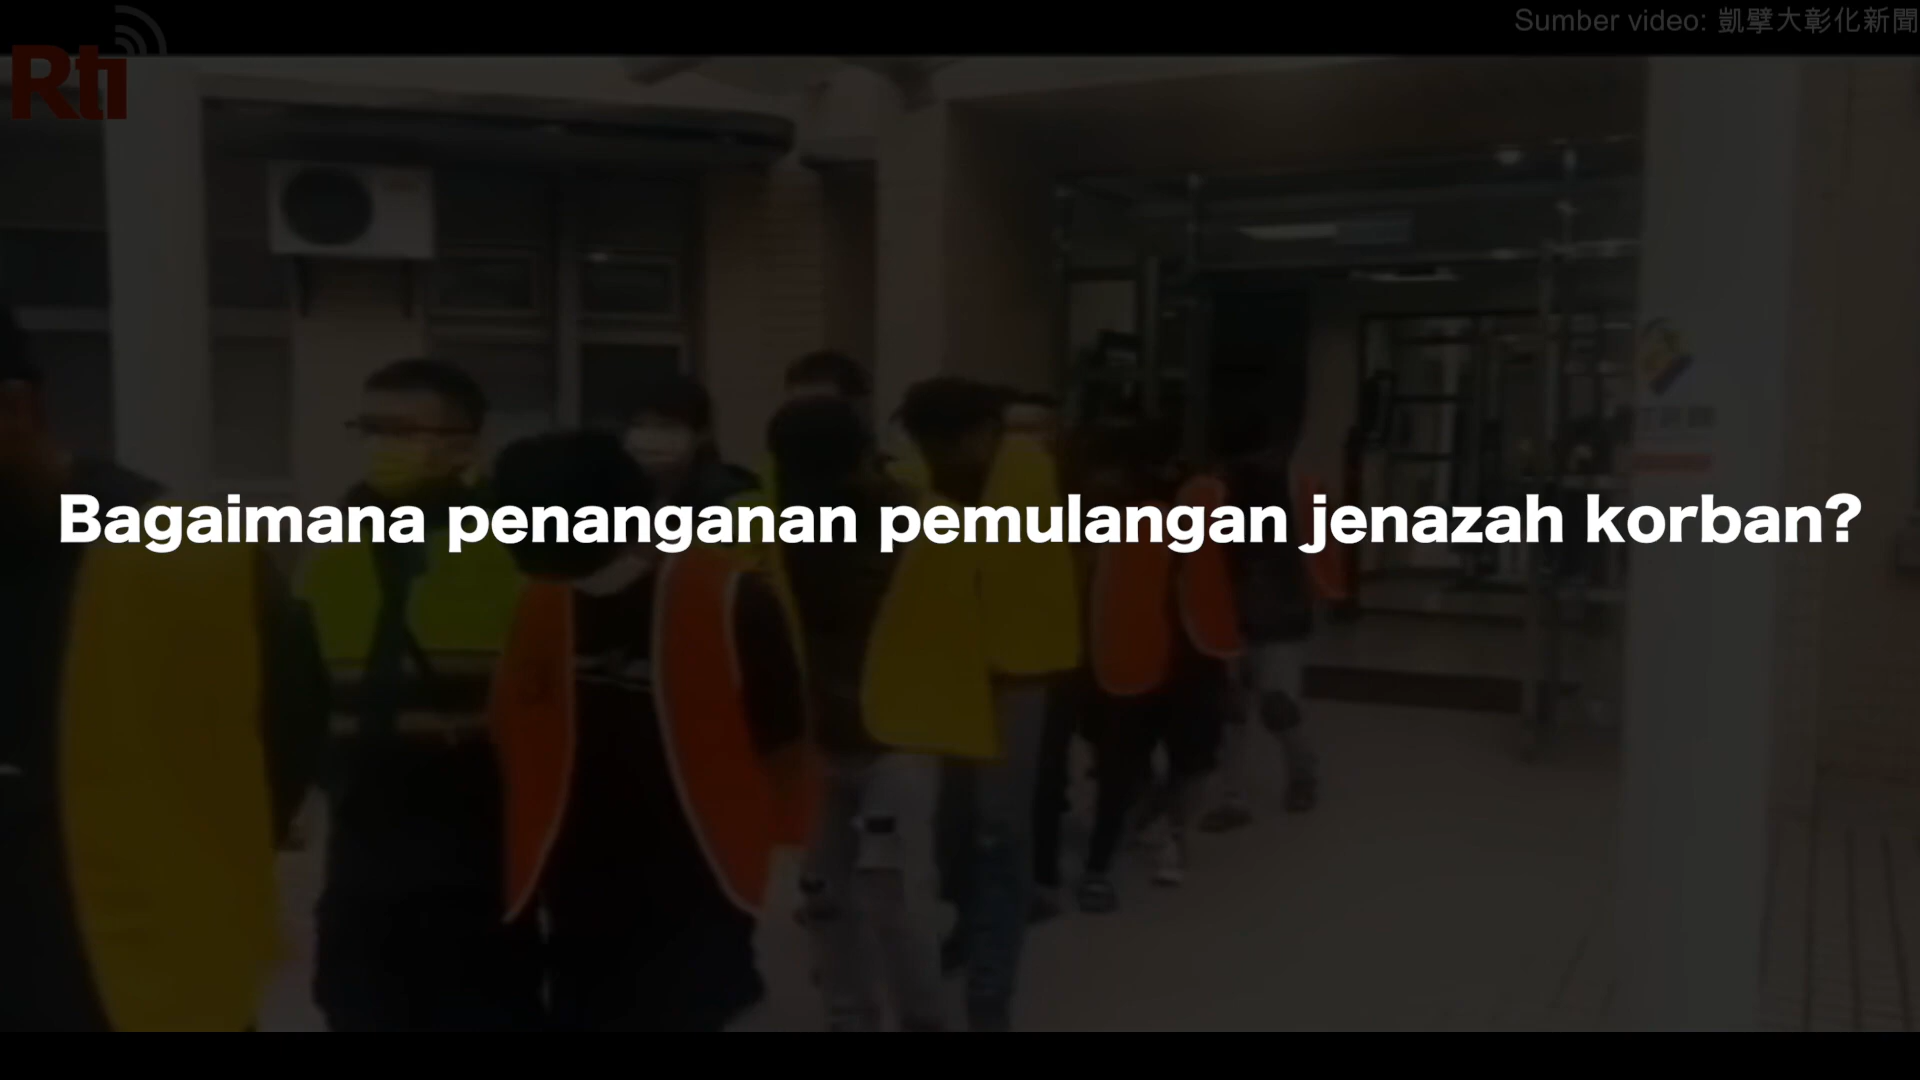 Sumber video: 凱擘大彰化新聞
Rti
Bagaimana penanganan pemulangan jenazah korban?